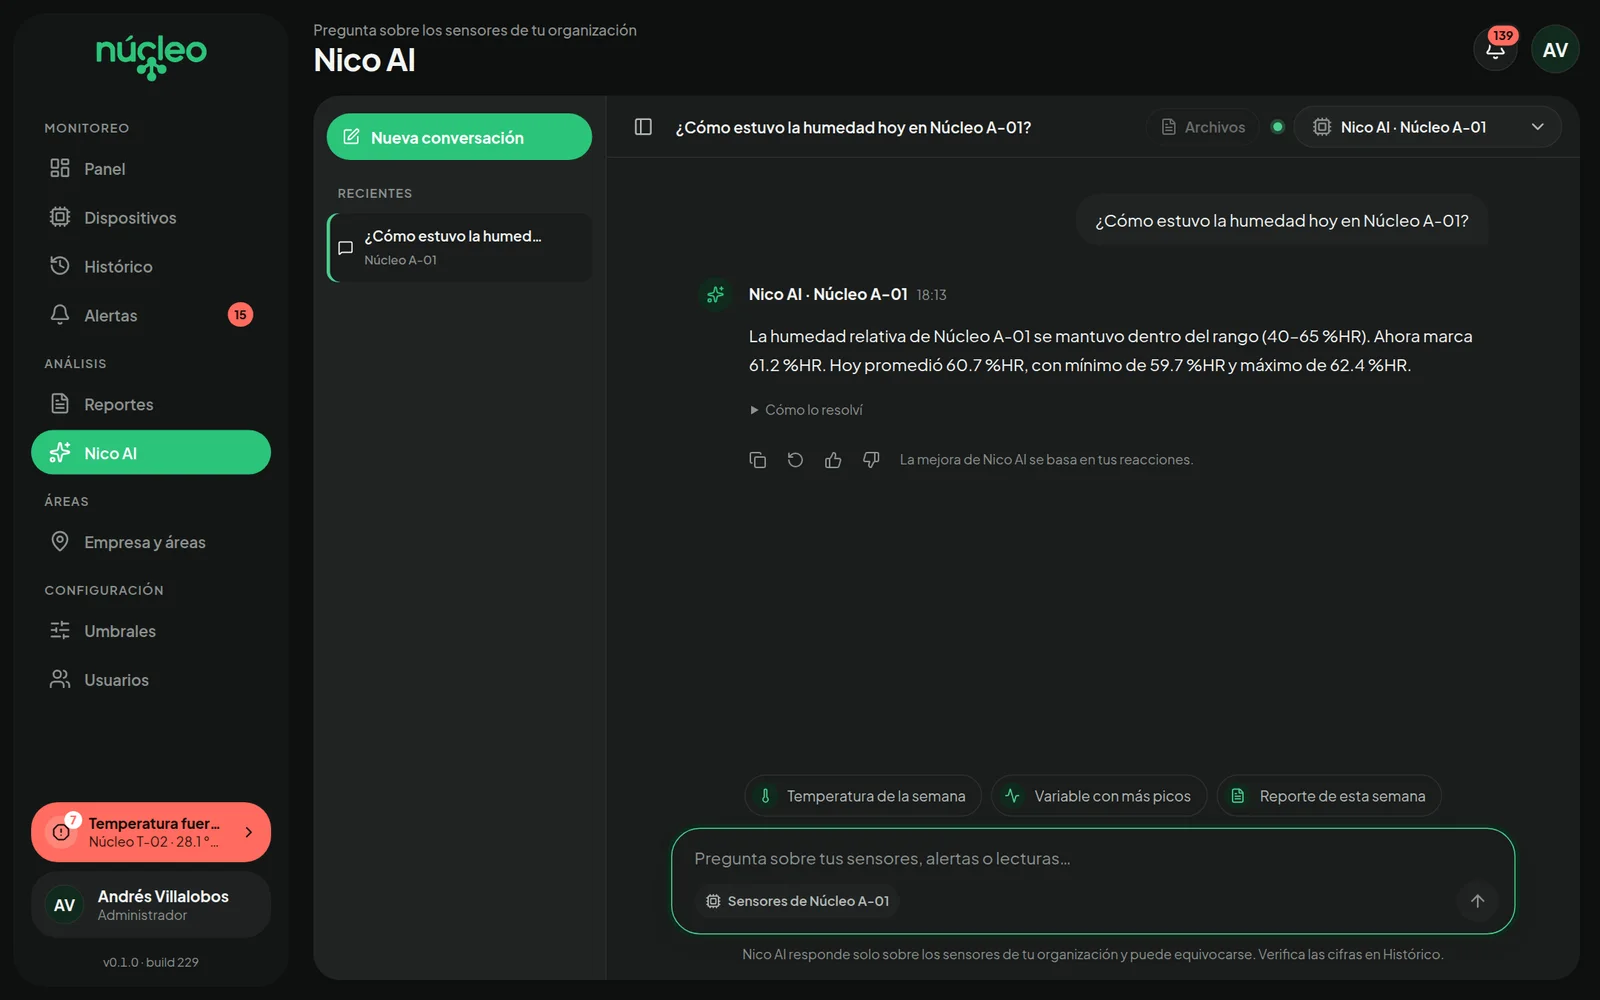 núcleo
MONITOREO
Panel
Dispositivos
Histórico
Alertas
15
ANÁLISIS
Reportes
Nico AI
ÁREAS
Empresa y áreas
CONFIGURACIÓN
Umbrales
Usuarios
7
Temperatura fuer...
Núcleo T-02 · 28.1 °...
AV
Andrés Villalobos
Administrador
v0.1.0 · build 229
Pregunta sobre los sensores de tu organización
Nico AI
139
AV
Nueva conversación
RECIENTES
¿Cómo estuvo la humed...
Núcleo A-01
¿Cómo estuvo la humedad hoy en Núcleo A-01?
Archivos
Nico AI · Núcleo A-01
¿Cómo estuvo la humedad hoy en Núcleo A-01?
Nico AI · Núcleo A-01 18:13
La humedad relativa de Núcleo A-01 se mantuvo dentro del rango (40–65 %HR). Ahora marca
61.2 %HR. Hoy promedió 60.7 %HR, con mínimo de 59.7 %HR y máximo de 62.4 %HR.
Cómo lo resolví
La mejora de Nico AI se basa en tus reacciones.
Temperatura de la semana
Variable con más picos
Reporte de esta semana
Pregunta sobre tus sensores, alertas o lecturas...
Sensores de Núcleo A-01
Nico AI responde solo sobre los sensores de tu organización y puede equivocarse. Verifica las cifras en Histórico.